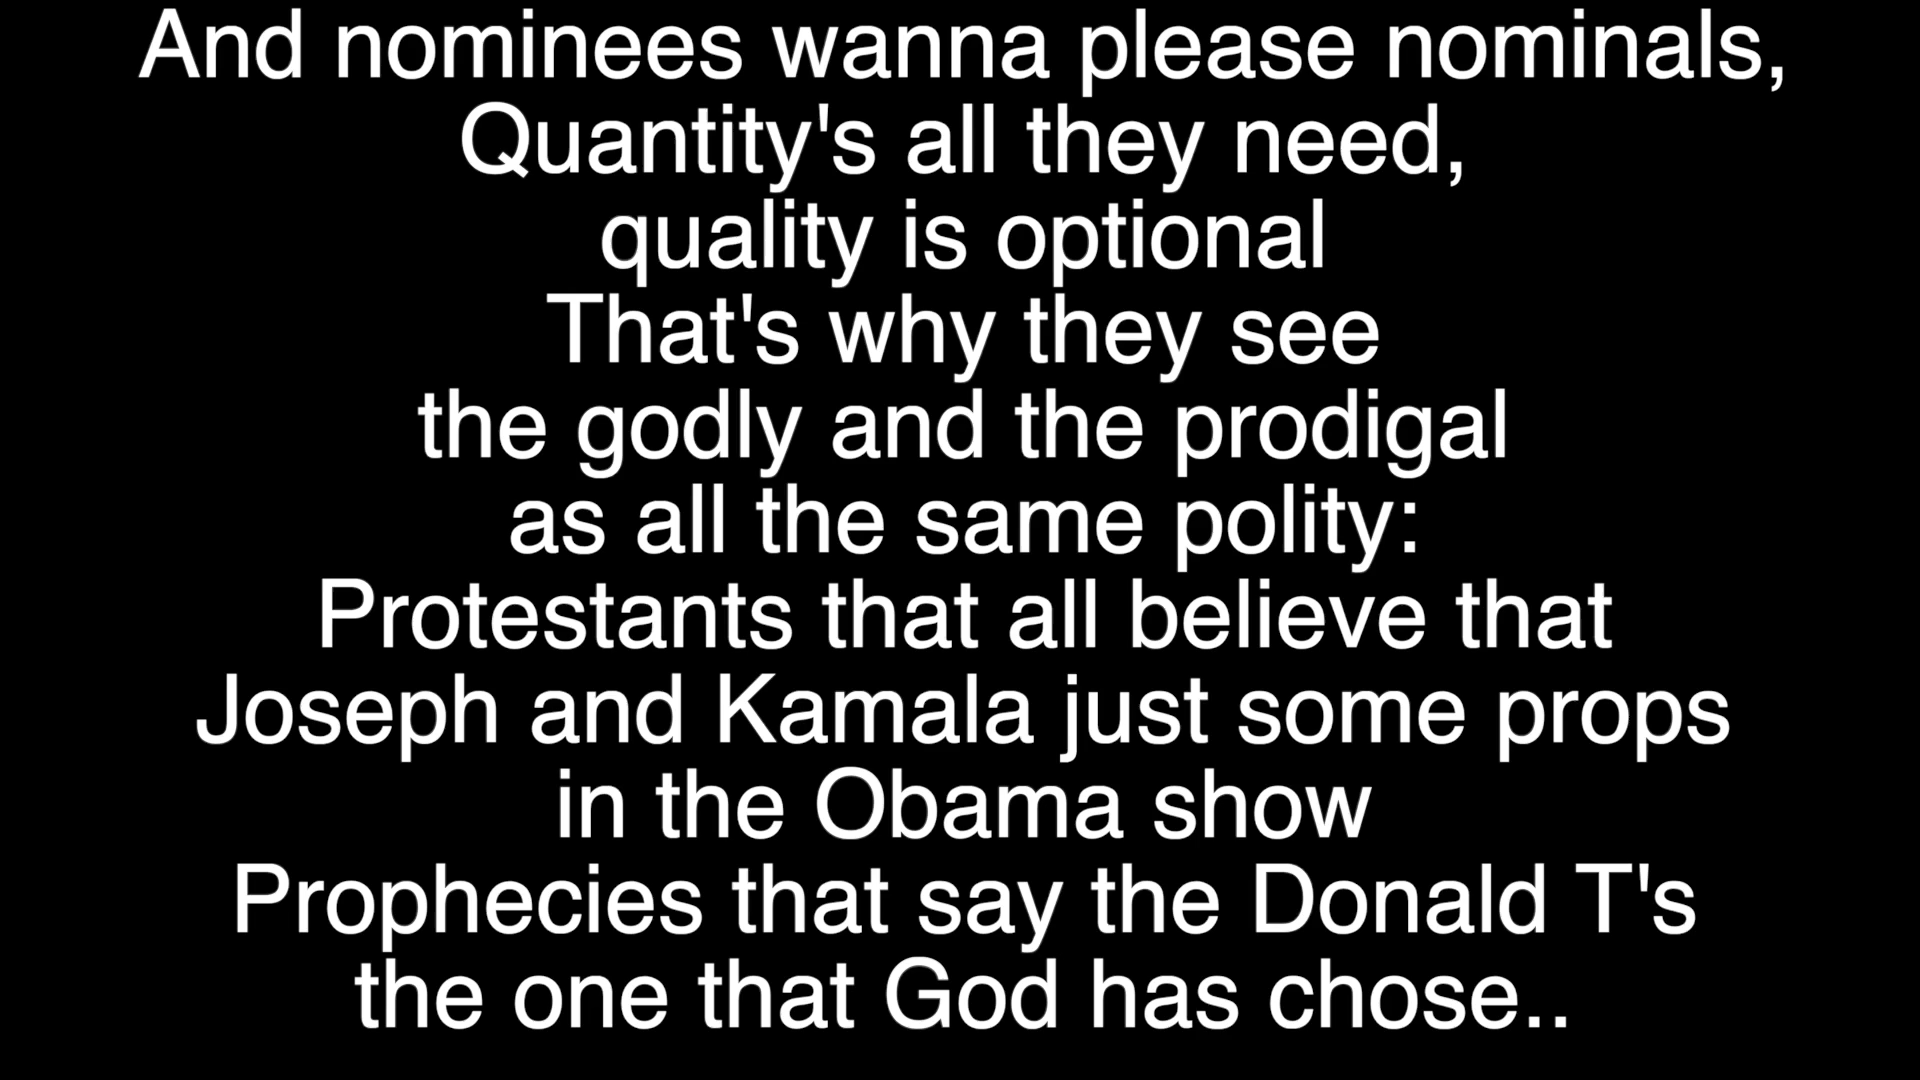 And nominees wanna please nominals,
Quantity's all they need,
quality is optional
That's why they see
the godly and the prodigal
as all the same polity:
Protestants that all believe that
Joseph and Kamala just some props
in the Obama show
Prophecies that say the Donald T's
the one that God has chose..